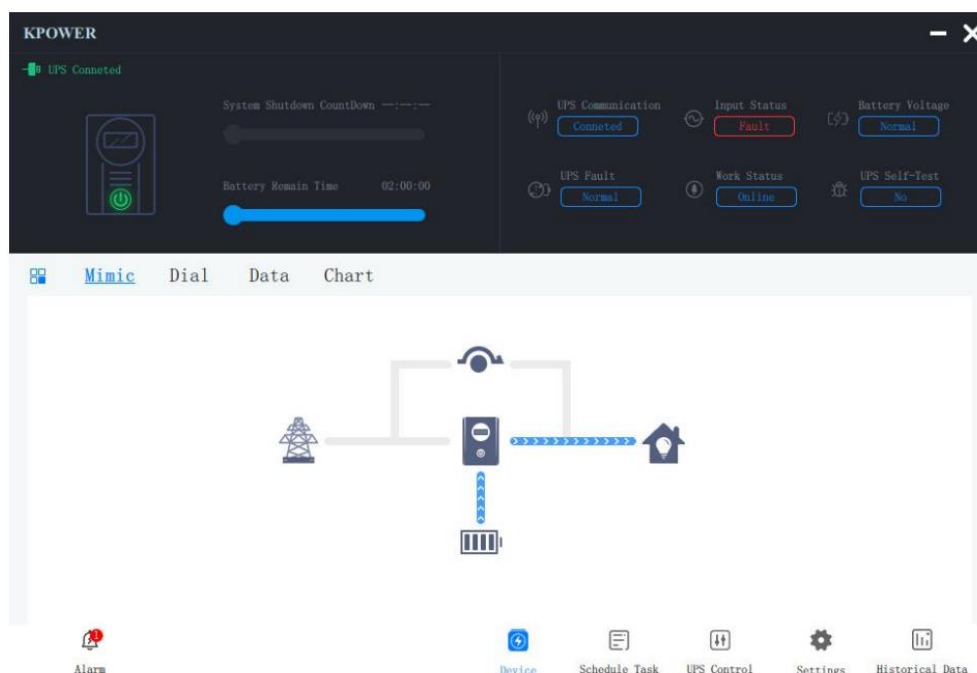 KPOWER
UPS Conneted
System Shutdown CountDown --:--:--
Battery Remain Time 02:00:00
UPS Communication
Conneted
Input Status
Fault
Battery Voltage
Normal
UPS Fault
Normal
Work Status
Online
UPS Self-Test
No
Mimic Dial Data Chart
1
Alarm
Device
Schedule Task
UPS Control
Settings
Historical Data